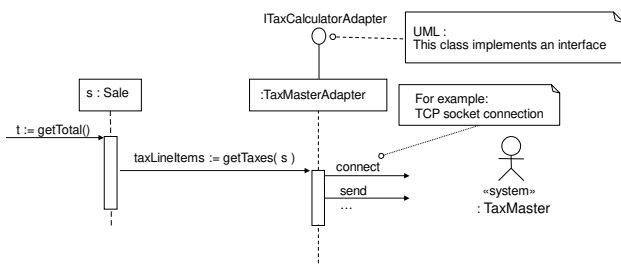 ITaxCalculatorAdapter
UML :
This class implements an interface
s : Sale
:TaxMasterAdapter
For example:
TCP socket connection
t := getTotal()
taxLineItems := getTaxes( s )
connect
send
...
«system»
: TaxMaster